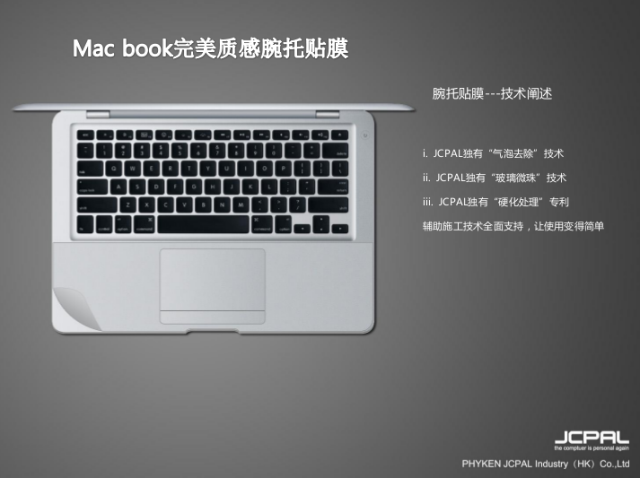 Mac book完美质感腕托贴膜
腕托贴膜---技术阐述
i. JCPAL独有“气泡去除”技术
ii. JCPAL独有“玻璃微珠”技术
iii. JCPAL独有“硬化处理”专利
辅助施工技术全面支持，让使用变得简单
JCPAL
the comptuer is personal again
PHYKEN JCPAL Industry（HK）Co.,Ltd